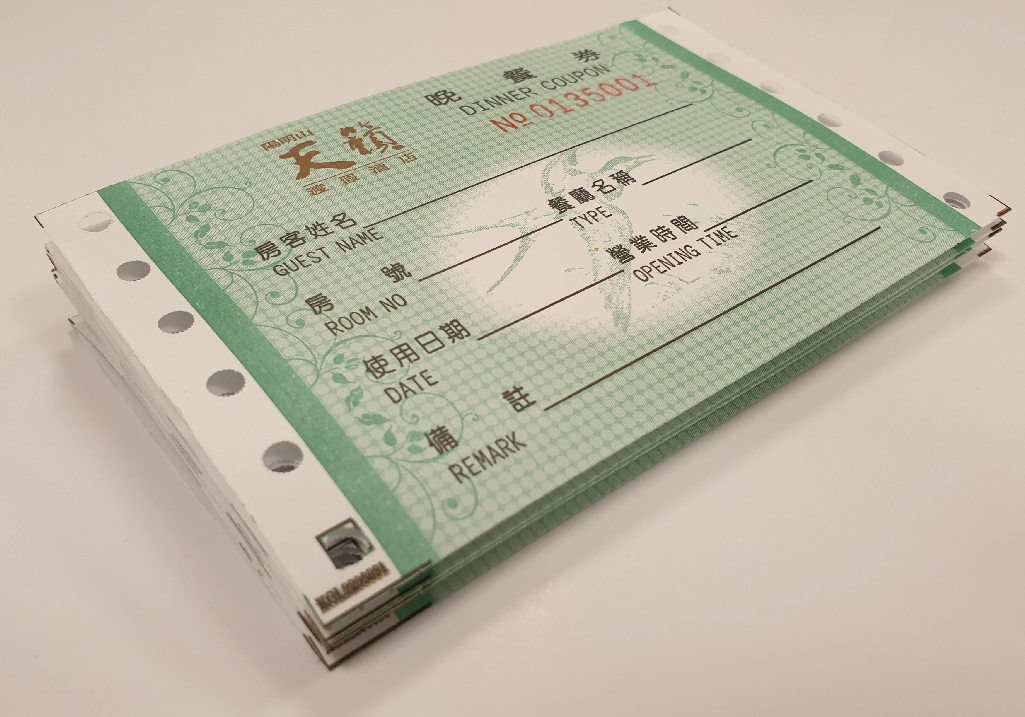 晚餐券
DINNER COUPON
№ 0135001
陽明山
天籟
渡假酒店
房客姓名
GUEST NAME
房號
ROOM NO
餐廳名稱
TYPE
使用日期
DATE
營業時間
OPENING TIME
備註
REMARK